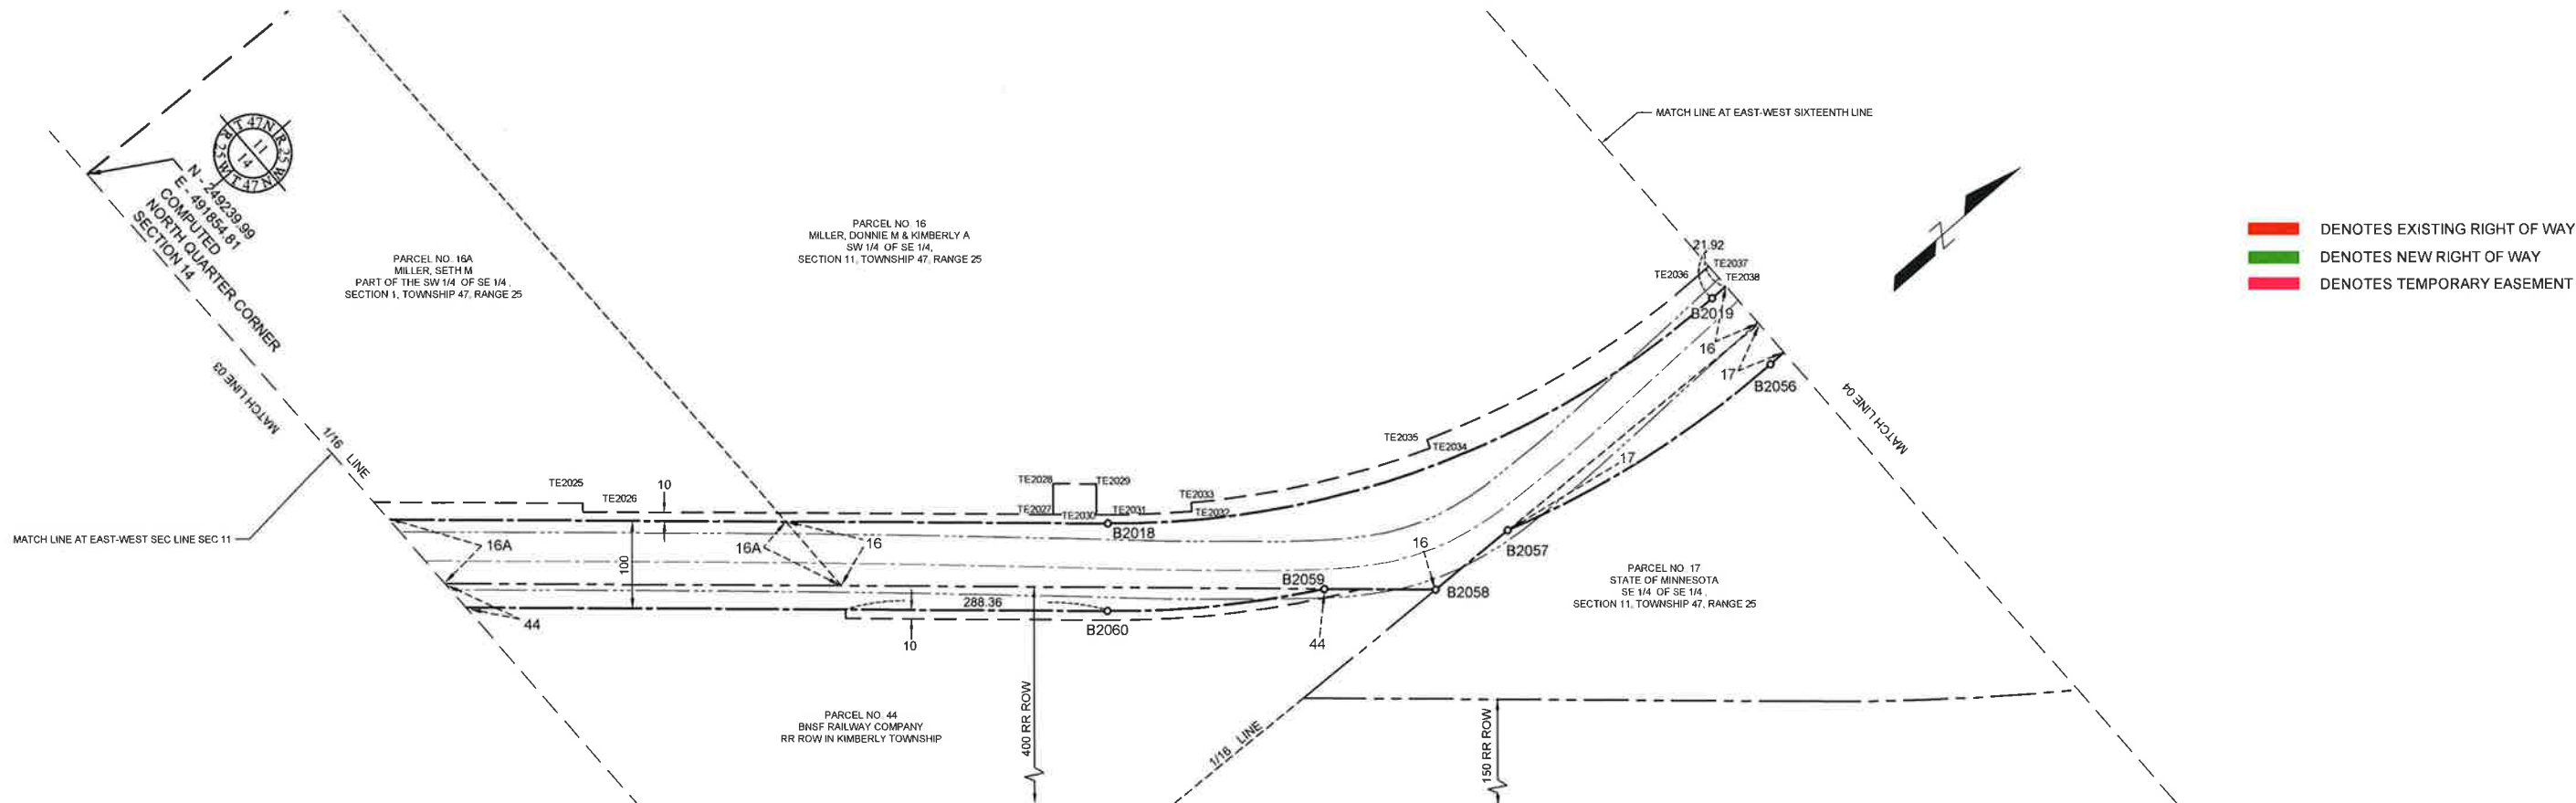 T 47N
R 25 W
11
14
T 47 N
R 25W
N - 249239.99
E - 491854.81
COMPUTED
NORTH QUARTER CORNER
SECTION 14
MATCH LINE 03
1/16 LINE
MATCH LINE AT EAST-WEST SEC LINE SEC 11
PARCEL NO. 16A
MILLER, SETH M
PART OF THE SW 1/4 OF SE 1/4,
SECTION 1, TOWNSHIP 47, RANGE 25
PARCEL NO. 16
MILLER, DONNIE M & KIMBERLY A
SW 1/4 OF SE 1/4,
SECTION 11, TOWNSHIP 47, RANGE 25
MATCH LINE AT EAST-WEST SIXTEENTH LINE
21.92
TE2037
TE2036
TE2038
B2019
16
17
B2056
MATCH LINE 04
DENOTES EXISTING RIGHT OF WAY
DENOTES NEW RIGHT OF WAY
DENOTES TEMPORARY EASEMENT
TE2035
TE2034
17
TE2025
TE2026
10
TE2028
TE2029
TE2033
TE2027
TE2030
TE2031
TE2032
B2018
16A
16A
16
100
16
B2057
B2059
B2058
288.36
B2060
44
10
44
PARCEL NO. 17
STATE OF MINNESOTA
SE 1/4 OF SE 1/4,
SECTION 11, TOWNSHIP 47, RANGE 25
PARCEL NO. 44
BNSF RAILWAY COMPANY
RR ROW IN KIMBERLY TOWNSHIP
400 RR ROW
1/16 LINE
150 RR ROW